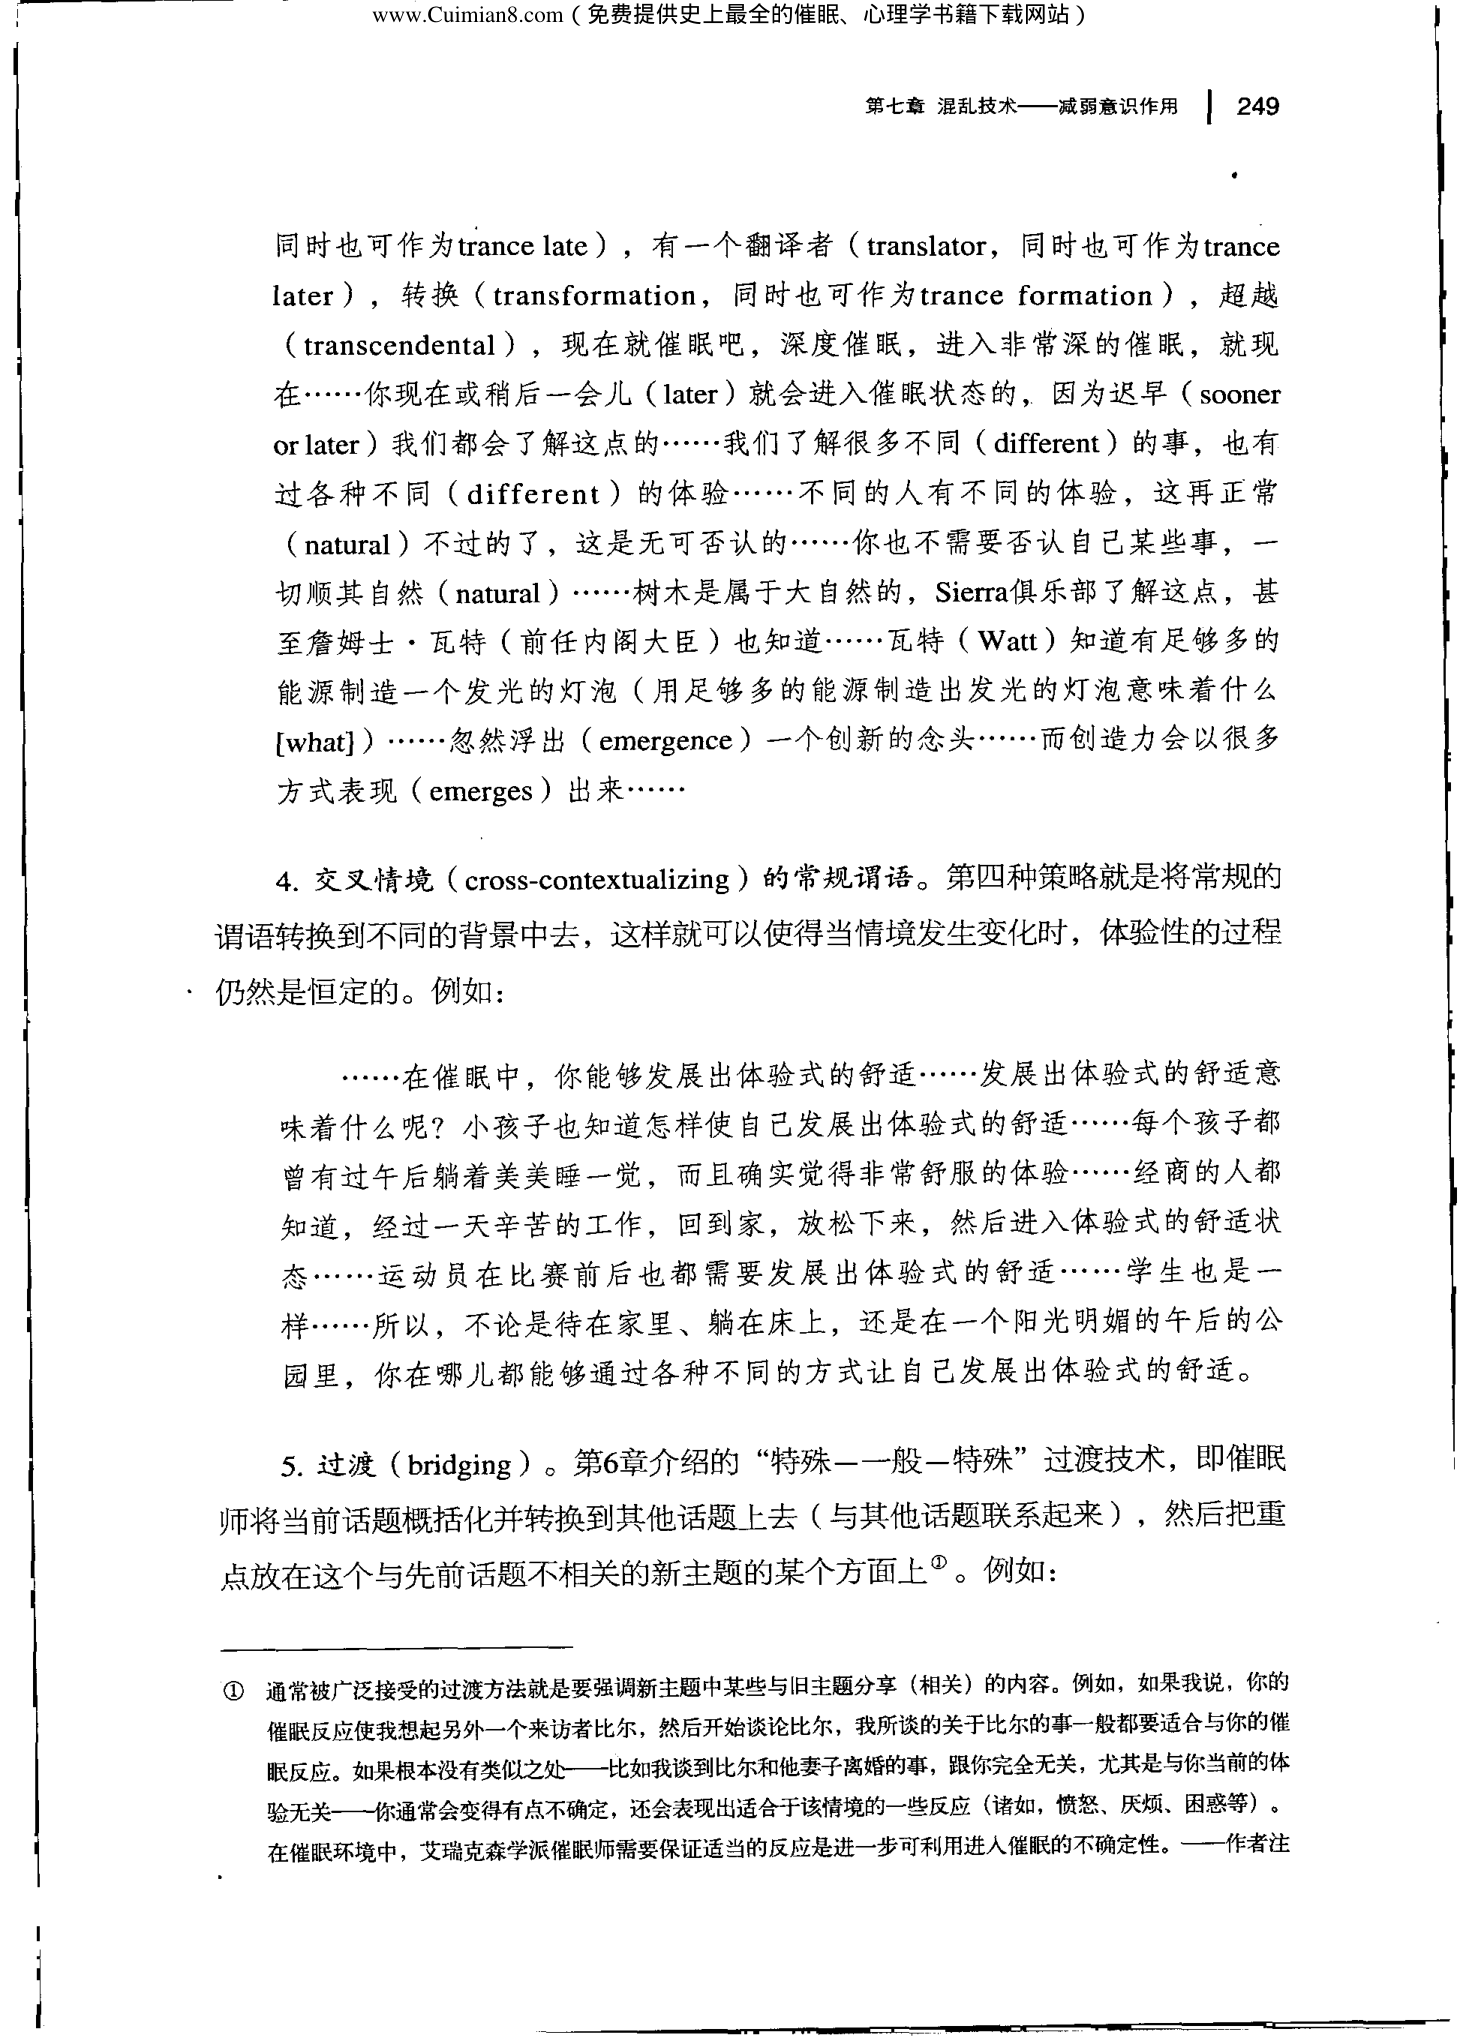 www.Cuimian8.com（免费提供史上最全的催眠、心理学书籍下载网站）
第七章 混乱技术——减弱意识作用 249
同时也可作为trance late），有一个翻译者（translator，同时也可作为trance
later），转换（transformation，同时也可作为trance formation），超越
（transcendental），现在就催眠吧，深度催眠，进入非常深的催眠，就现
在……你现在或稍后一会儿（later）就会进入催眠状态的，因为迟早（sooner
or later）我们都会了解这点的……我们了解很多不同（different）的事，也有
过各种不同（different）的体验……不同的人有不同的体验，这再正常
（natural）不过的了，这是无可否认的……你也不需要否认自己某些事，一
切顺其自然（natural）……树木是属于大自然的，Sierra俱乐部了解这点，甚
至詹姆士·瓦特（前任内阁大臣）也知道……瓦特（Watt）知道有足够多的
能源制造一个发光的灯泡（用足够多的能源制造出发光的灯泡意味着什么
[what]）……忽然浮出（emergence）一个创新的念头……而创造力会以很多
方式表现（emerges）出来……
4. 交叉情境（cross-contextualizing）的常规谓语。第四种策略就是将常规的
谓语转换到不同的背景中去，这样就可以使得当情境发生变化时，体验性的过程
仍然是恒定的。例如：
……在催眠中，你能够发展出体验式的舒适……发展出体验式的舒适意
味着什么呢？小孩子也知道怎样使自己发展出体验式的舒适……每个孩子都
曾有过午后躺着美美睡一觉，而且确实觉得非常舒服的体验……经商的人都
知道，经过一天辛苦的工作，回到家，放松下来，然后进入体验式的舒适状
态……运动员在比赛前后也都需要发展出体验式的舒适……学生也是一
样……所以，不论是待在家里、躺在床上，还是在一个阳光明媚的午后的公
园里，你在哪儿都能够通过各种不同的方式让自己发展出体验式的舒适。
5. 过渡（bridging）。第6章介绍的“特殊—一般—特殊”过渡技术，即催眠
师将当前话题概括化并转换到其他话题上去（与其他话题联系起来），然后把重
点放在这个与先前话题不相关的新主题的某个方面上①。例如：
① 通常被广泛接受的过渡方法就是要强调新主题中某些与旧主题分享（相关）的内容。例如，如果我说，你的
催眠反应使我想起另外一个来访者比尔，然后开始谈论比尔，我所谈的关于比尔的事一般都要适合与你的催
眠反应。如果根本没有类似之处——比如我谈到比尔和他妻子离婚的事，跟你完全无关，尤其是与你当前的体
验无关——你通常会变得有点不确定，还会表现出适合于该情境的一些反应（诸如，愤怒、厌烦、困惑等）。
在催眠环境中，艾瑞克森学派催眠师需要保证适当的反应是进一步可利用进入催眠的不确定性。——作者注